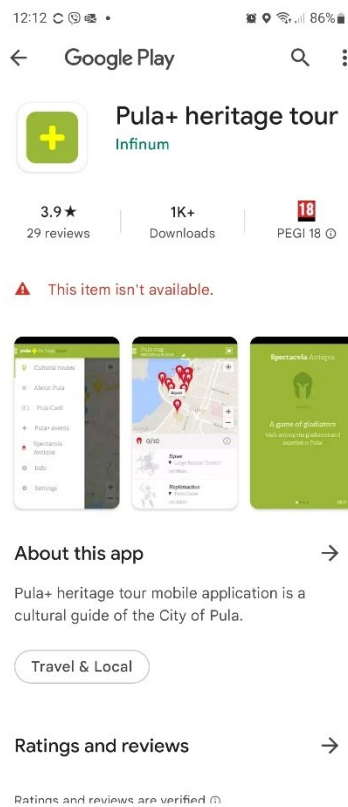 12:12
86%
Google Play
Pula+ heritage tour
Infinum
3.9★
29 reviews
1K+
Downloads
18
PEGI 18
This item isn't available.
Cultural routes
About Pula
Pula Card
Pula+ events
Spectacvla
Antiqva
Info
Settings
Pula map
0/10
Large Roman Theatre
Spectacvla Antiqva
A game of gladiators
About this app
Pula+ heritage tour mobile application is a
cultural guide of the City of Pula.
Travel & Local
Ratings and reviews
Ratings and reviews are verified